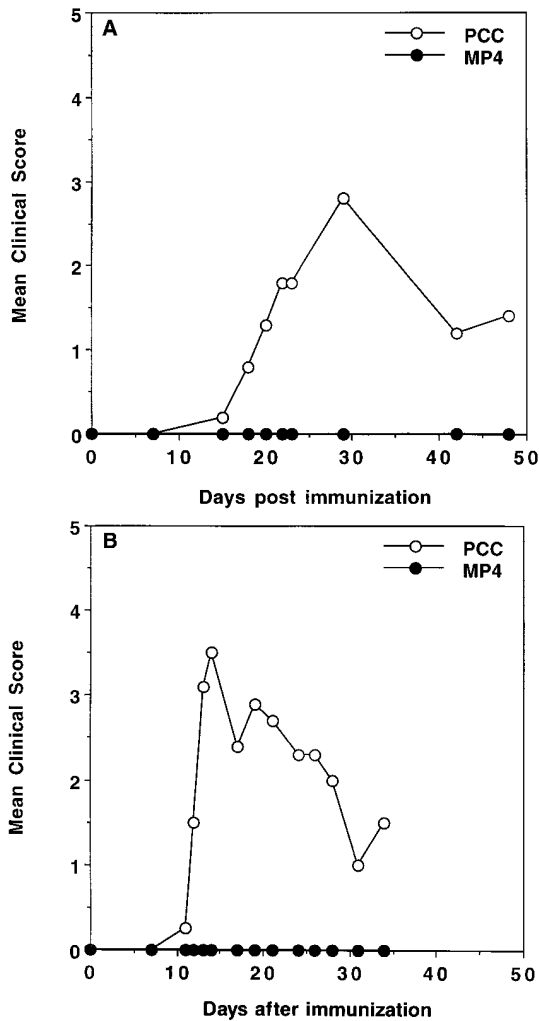 5
A
PCC
MP4
4
3
2
1
0
Mean Clinical Score
0 10 20 30 40 50
Days post immunization
5
B
PCC
MP4
4
3
2
1
0
Mean Clinical Score
0 10 20 30 40 50
Days after immunization